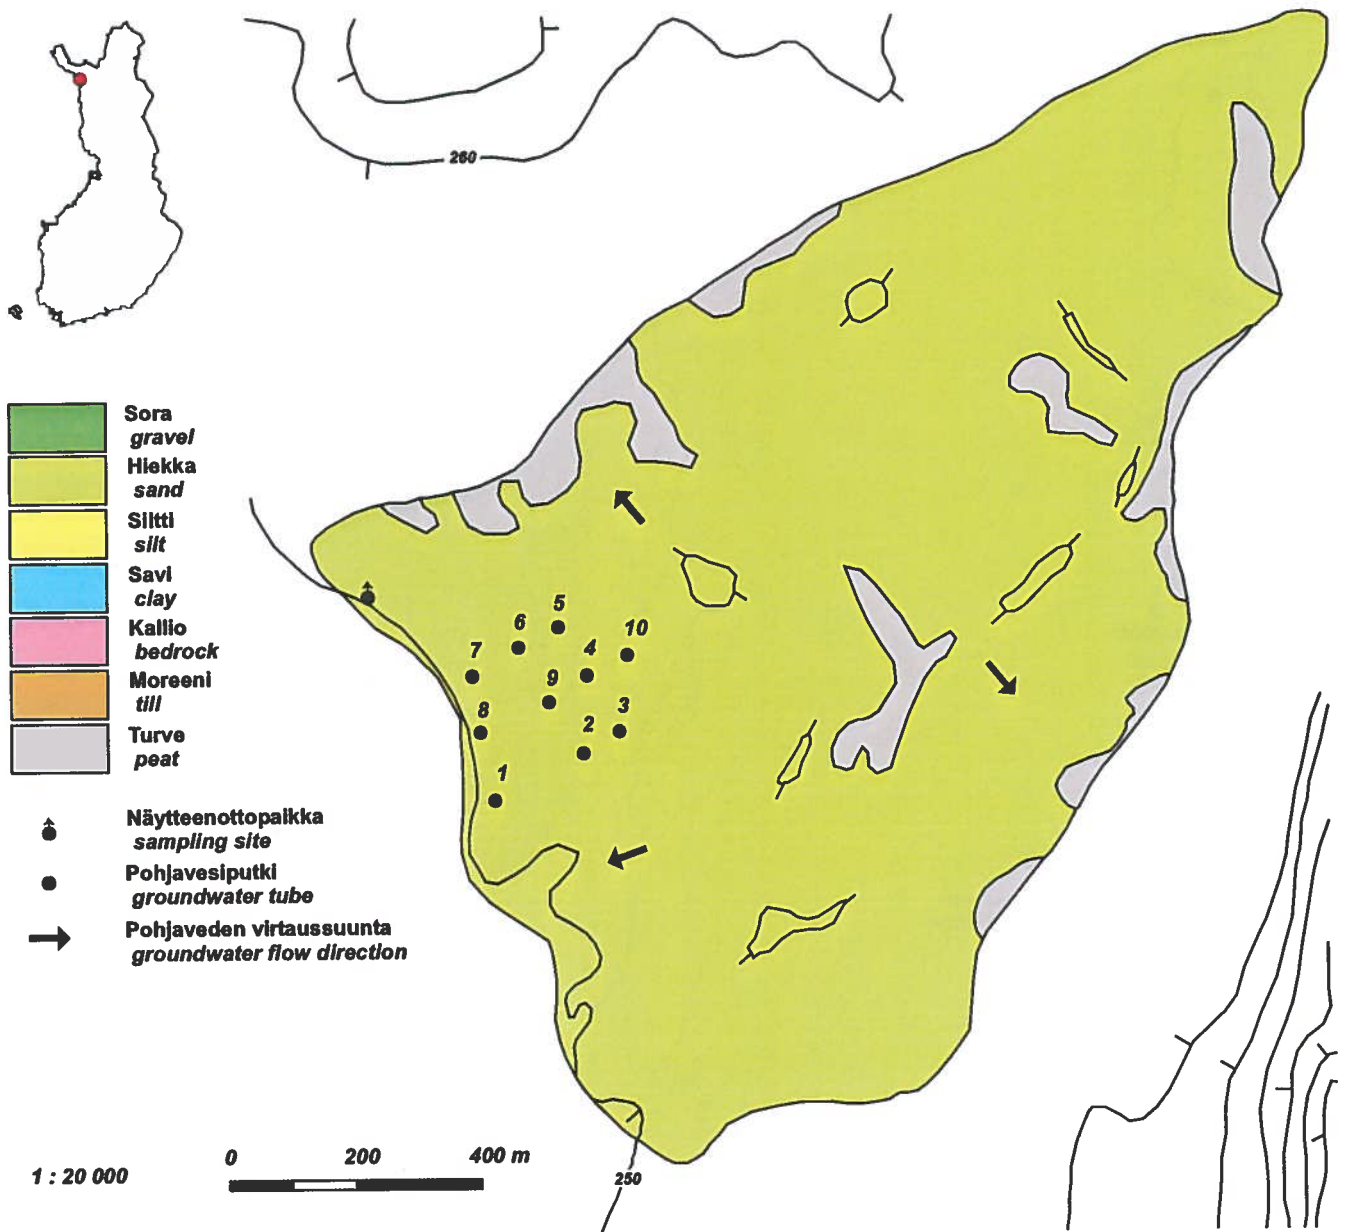 260
Sora
gravel
Hiekka
sand
Siltti
silt
Savi
clay
Kallio
bedrock
Moreeni
till
Turve
peat
Näytteenottopaikka
sampling site
Pohjavesiputki
groundwater tube
Pohjaveden virtaussuunta
groundwater flow direction
5
6
10
7
4
9
8
3
2
1
1 : 20 000
0 200 400 m
250